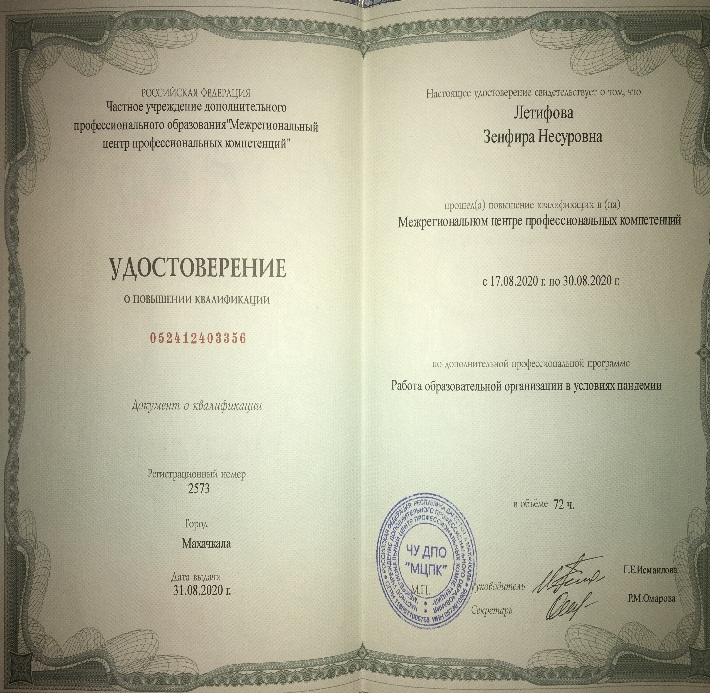 РОССИЙСКАЯ ФЕДЕРАЦИЯ
Частное учреждение дополнительного
профессионального образования"Межрегиональный
центр профессиональных компетенций"
УДОСТОВЕРЕНИЕ
О ПОВЫШЕНИИ КВАЛИФИКАЦИИ
052412403356
Документ о квалификации
Регистрационный номер
2573
Город
Махачкала
Дата выдачи
31.08.2020 г.
Настоящее удостоверение свидетельствует о том, что
Летифова
Зенфира Несуровна
прошел(а) повышение квалификации в (на)
Межрегиональном центре профессиональных компетенций
с 17.08.2020 г. по 30.08.2020 г.
по дополнительной профессиональной программе
Работа образовательной организации в условиях пандемии
в объёме 72 ч.
ЧУ ДПО
"МЦПК"
М.П.
Руководитель
Г.Е.Исмаилова
Секретарь
Р.М.Омарова